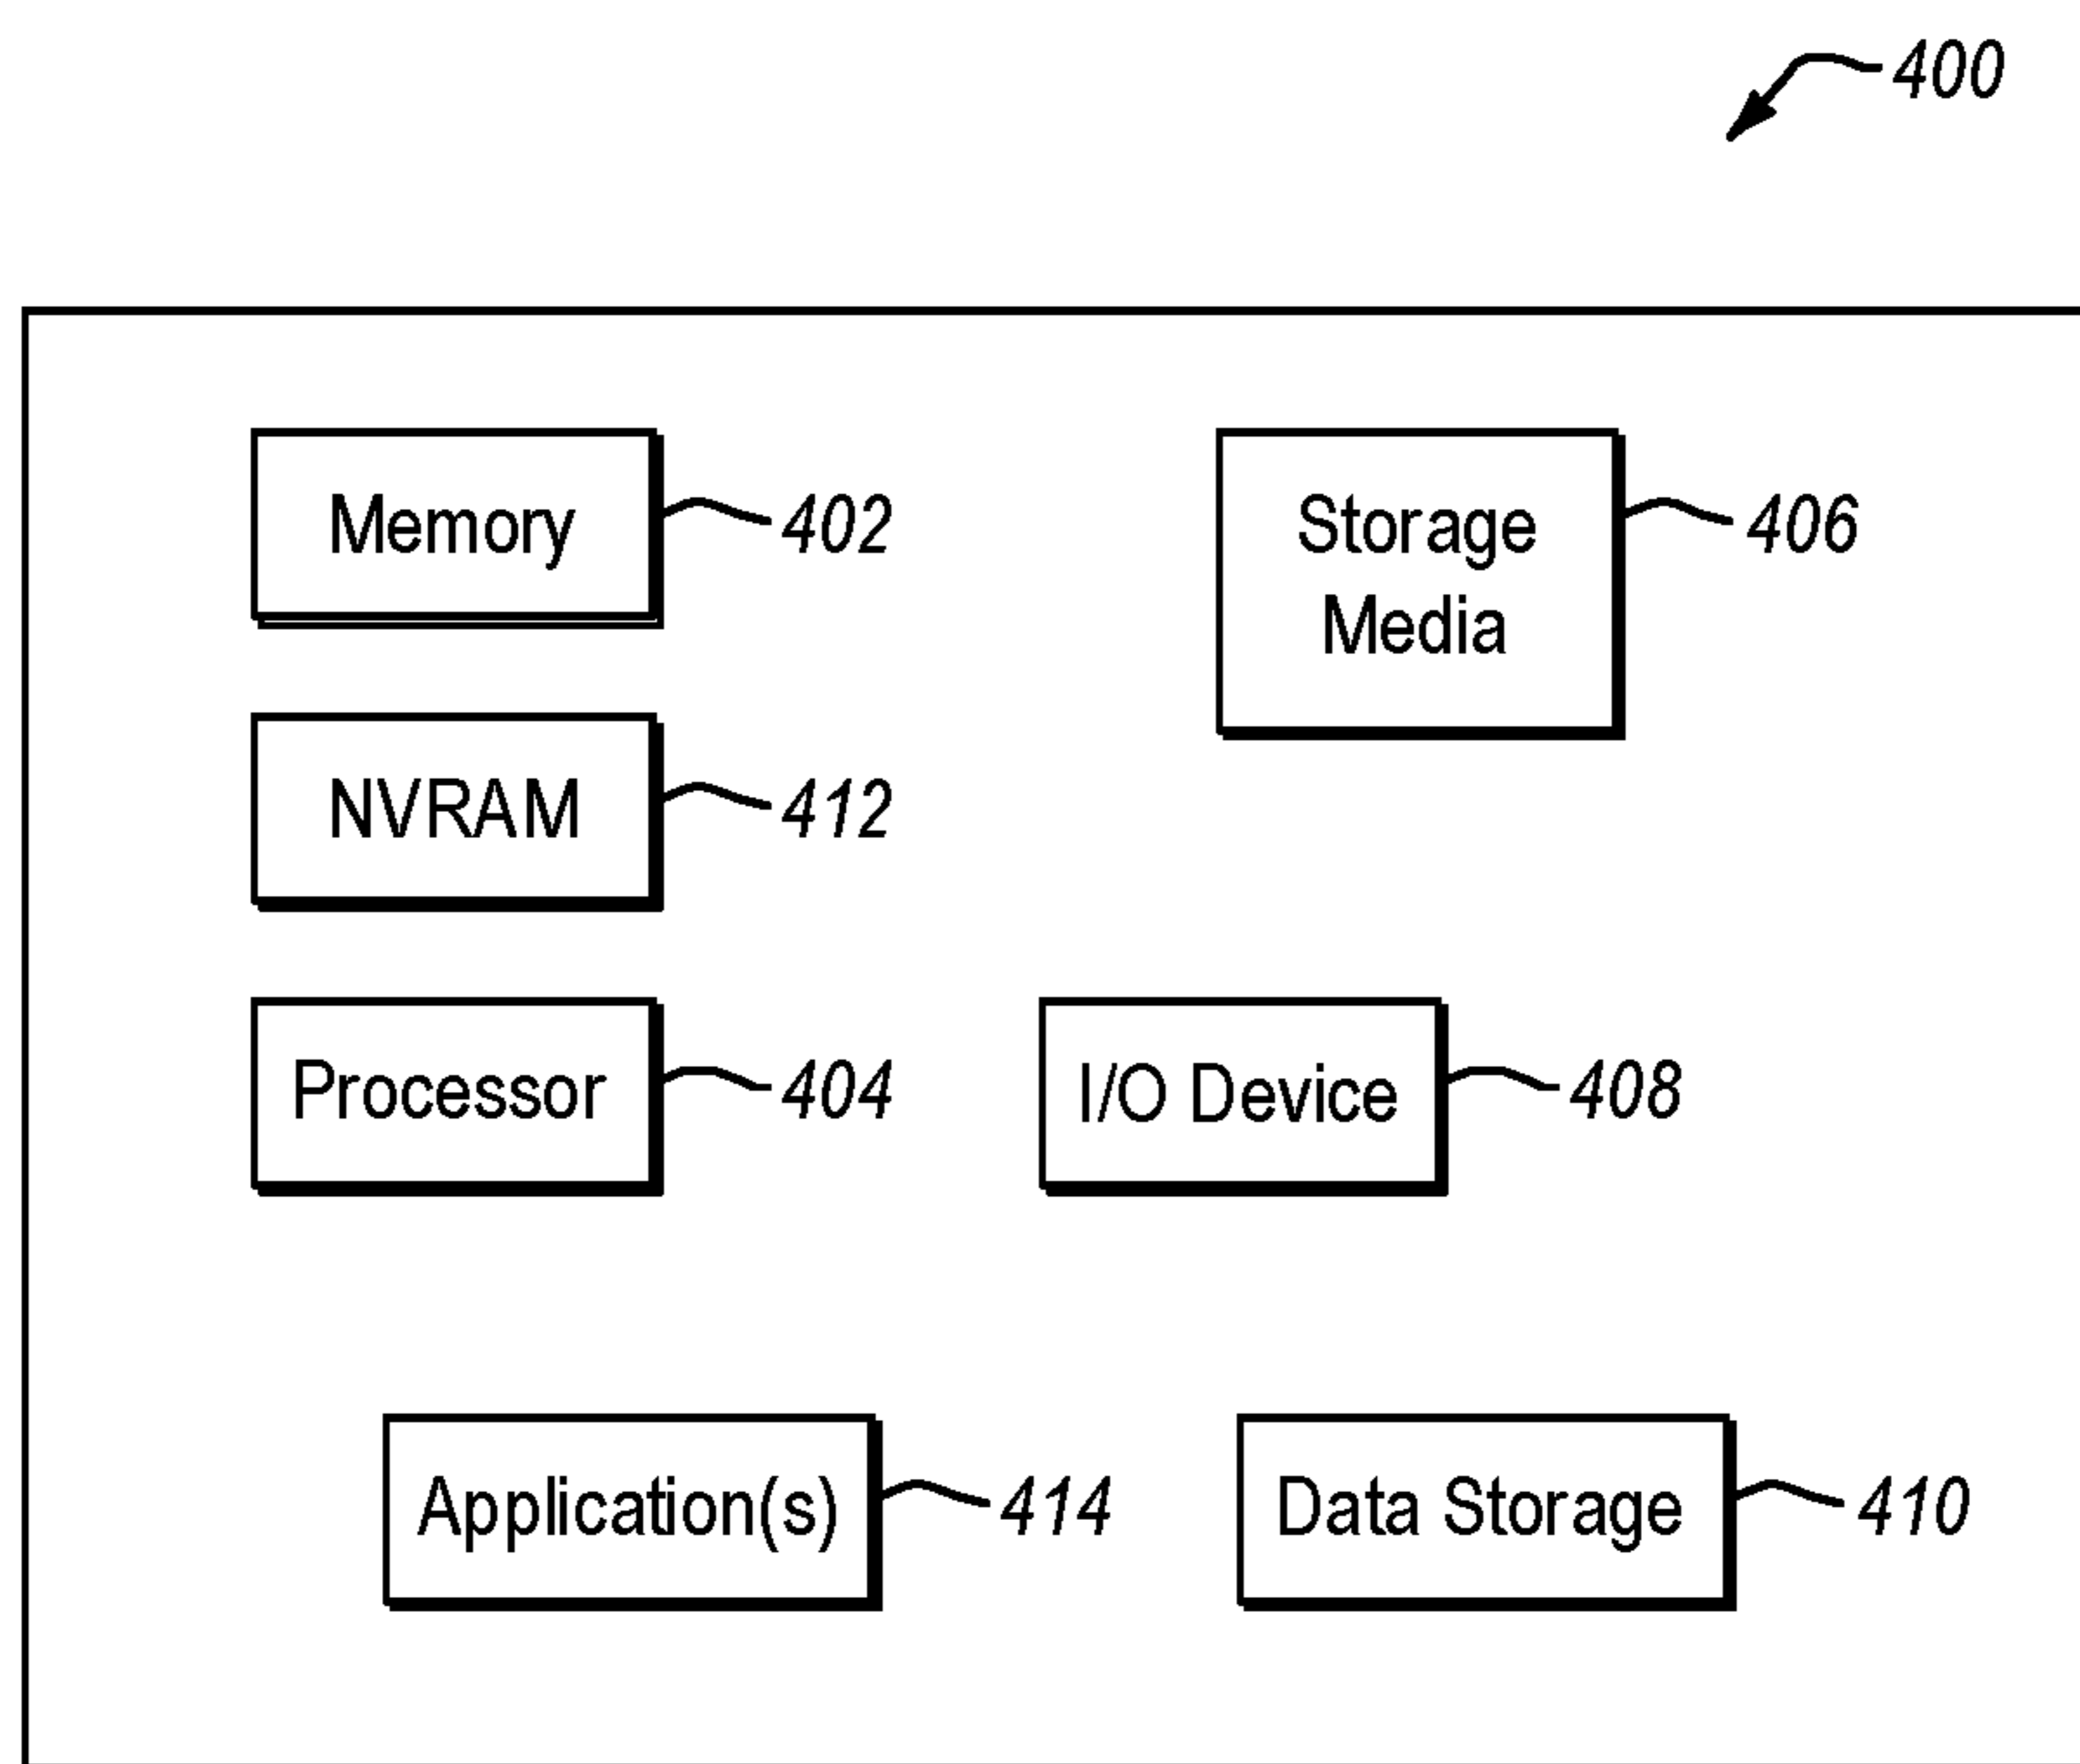 400
Memory
402
Storage
Media
406
NVRAM
412
Processor
404
I/O Device
408
Application(s)
414
Data Storage
410